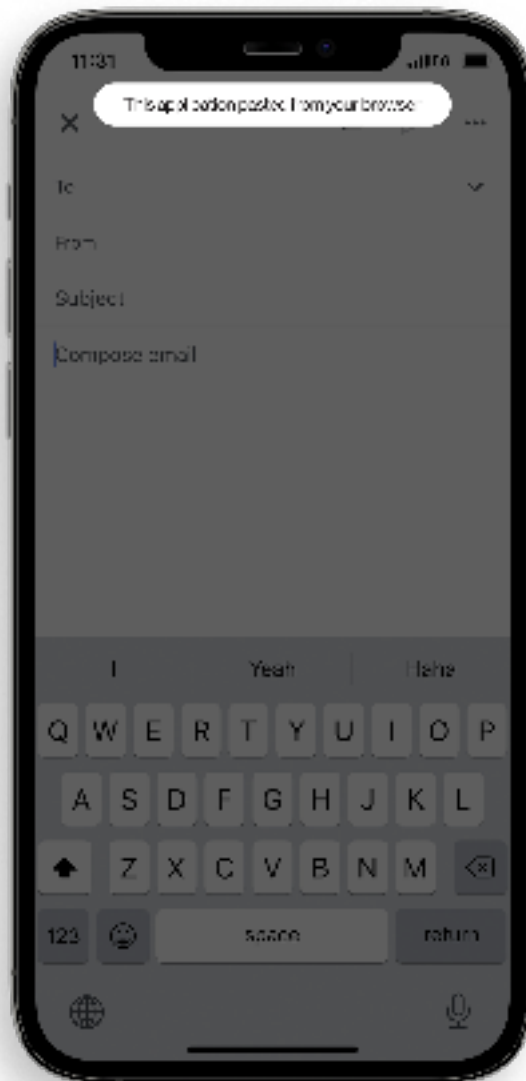 11:31
This application pasted from your browser
To
From
Subject
Compose email
I Yeah Haha
Q W E R T Y U I O P
A S D F G H J K L
Z X C V B N M
123 space return